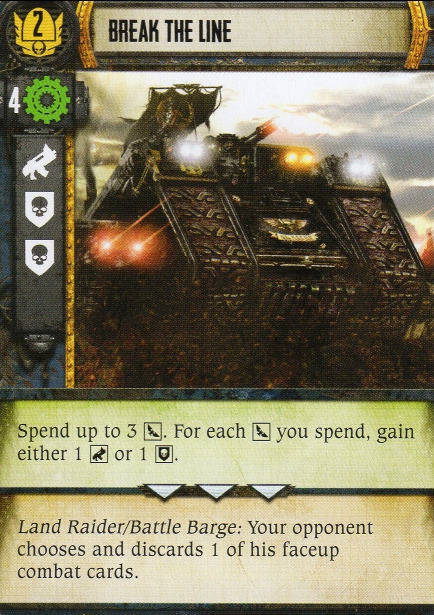 2
BREAK THE LINE
4
Spend up to 3 . For each you spend, gain
either 1 or 1 .
Land Raider/Battle Barge: Your opponent
chooses and discards 1 of his faceup
combat cards.